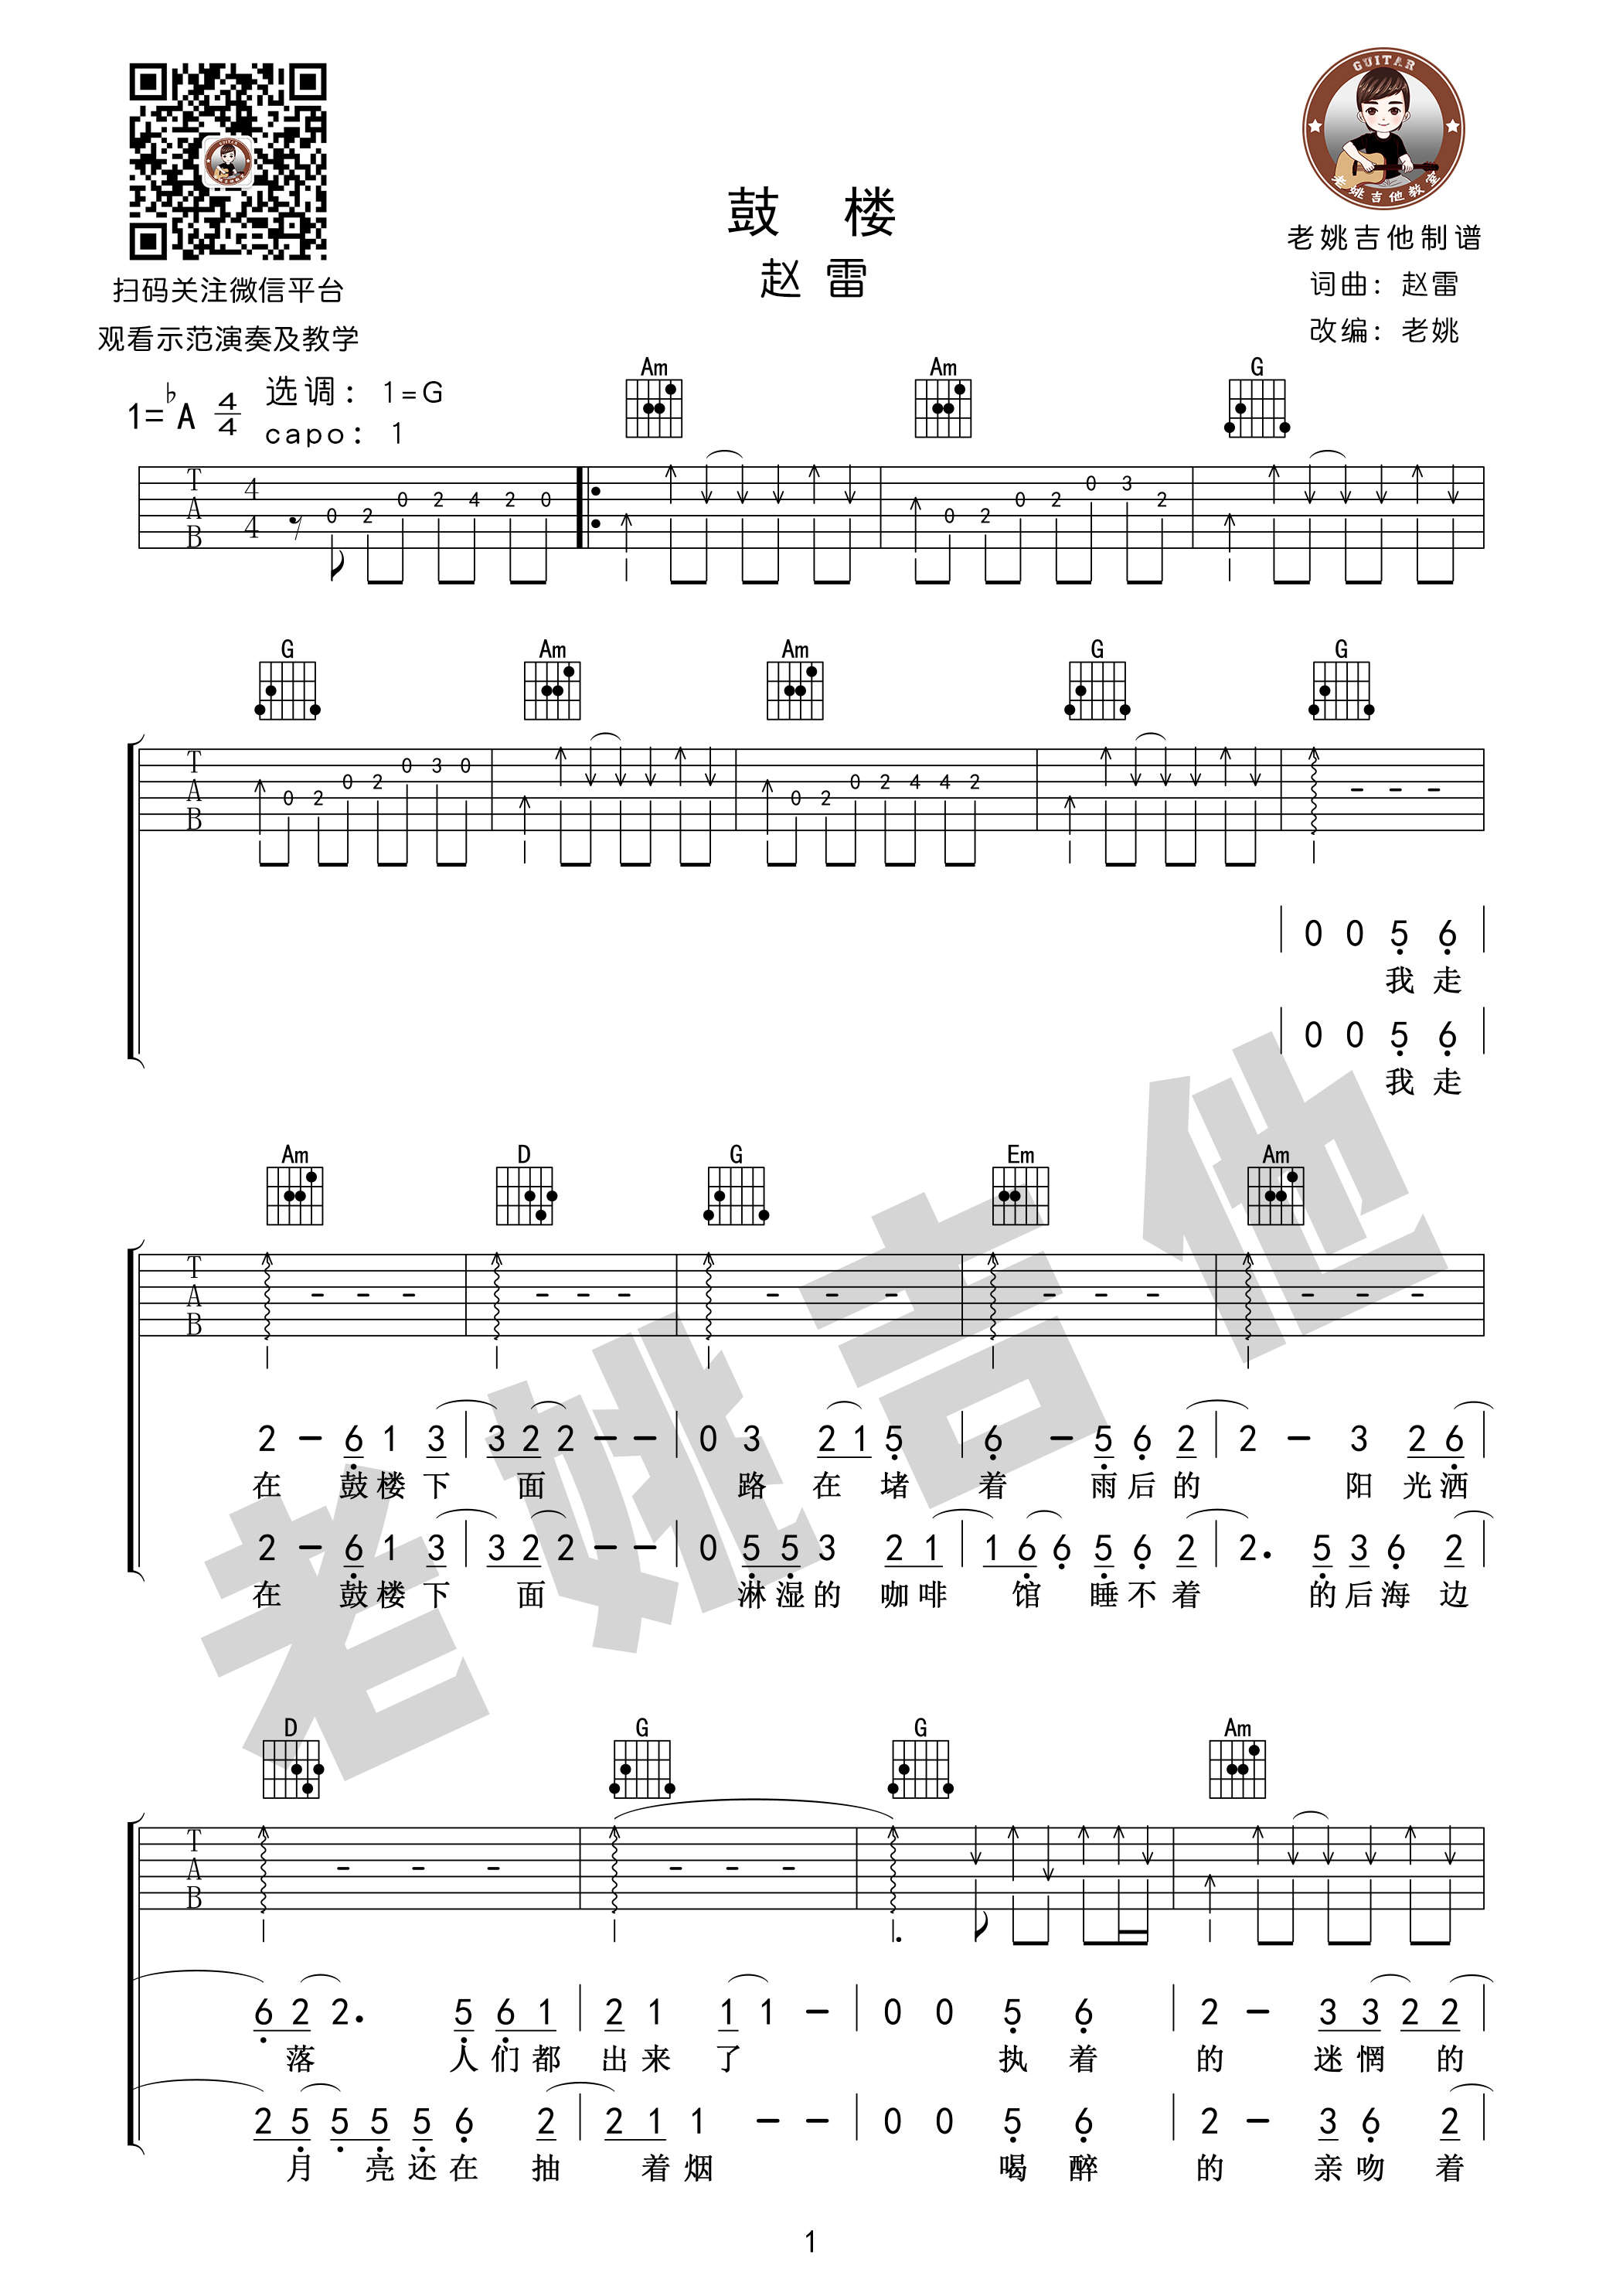 GUITAR
老姚吉他教室
鼓 楼
赵 雷
老姚吉他制谱
词曲：赵雷
改编：老姚
扫码关注微信平台
观看示范演奏及教学
1=♭A 4/4 选调：1=G
capo：1
Am Am G
T A B 4 4 0 2 0 2 4 2 0 0 2 0 2 0 3 2
G Am Am G G
T A B 0 2 0 2 0 3 0 0 2 0 2 4 4 2
0 0 5 6
我 走
0 0 5 6
我 走
Am D G Em Am
T A B
2 - 6 1 3 | 3 2 2 - - | 0 3 2 1 5 | 6 - 5 6 2 | 2 - 3 2 6
在 鼓 楼 下 面 路 在 堵 着 雨 后 的 阳 光 洒
2 - 6 1 3 | 3 2 2 - - | 0 5 5 3 2 1 | 1 6 6 5 6 2 | 2. 5 3 6 2
在 鼓 楼 下 面 淋 湿 的 咖 啡 馆 睡 不 着 的 后 海 边
D G G Am
T A B
6 2 2. 5 6 1 | 2 1 1 1 - | 0 0 5 6 | 2 - 3 3 2 2
落 人 们 都 出 来 了 执 着 的 迷 惘 的
2 5 5 5 5 6 2 | 2 1 1 - - | 0 0 5 6 | 2 - 3 6 2
月 亮 还 在 抽 着 烟 喝 醉 的 亲 吻 着
老姚吉他
1